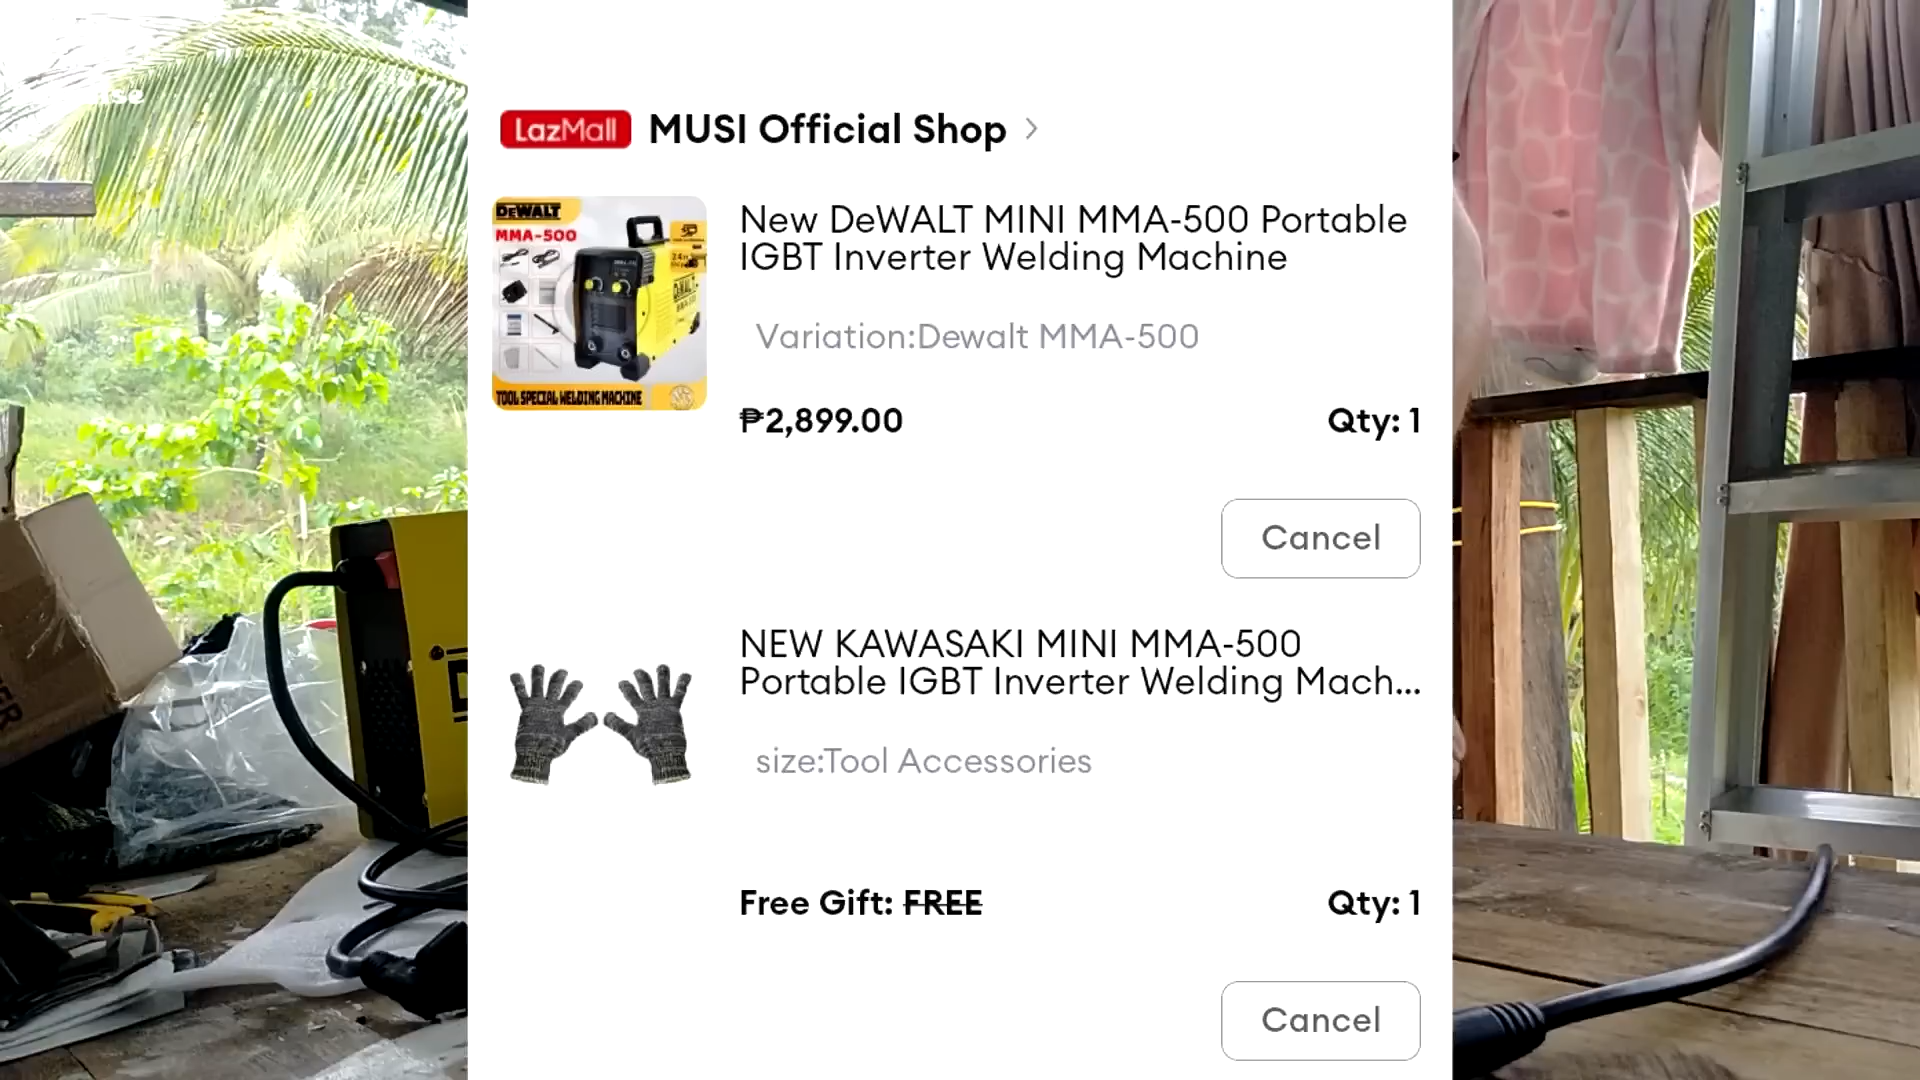 LazMall MUSI Official Shop
DEWALT
MMA-500
TOOL SPECIAL WELDING MACHINE
New DeWALT MINI MMA-500 Portable
IGBT Inverter Welding Machine
Variation:Dewalt MMA-500
₱2,899.00 Qty: 1
Cancel
NEW KAWASAKI MINI MMA-500
Portable IGBT Inverter Welding Mach...
size:Tool Accessories
Free Gift: FREE Qty: 1
Cancel